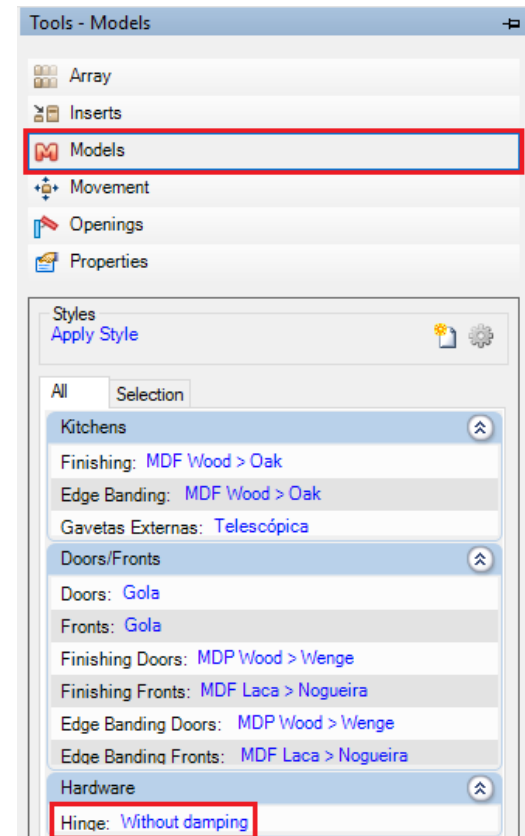 Tools - Models
Array
Inserts
Models
Movement
Openings
Properties
Styles
Apply Style
All Selection
Kitchens
Finishing: MDF Wood > Oak
Edge Banding: MDF Wood > Oak
Gavetas Externas: Telescópica
Doors/Fronts
Doors: Gola
Fronts: Gola
Finishing Doors: MDP Wood > Wenge
Finishing Fronts: MDF Laca > Nogueira
Edge Banding Doors: MDP Wood > Wenge
Edge Banding Fronts: MDF Laca > Nogueira
Hardware
Hinge: Without damping